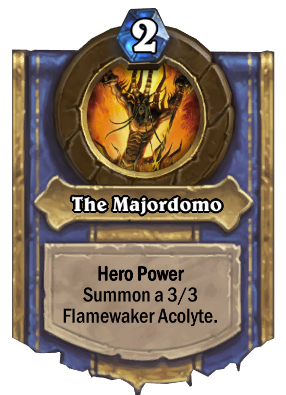 2
The Majordomo
Hero Power
Summon a 3/3
Flamewaker Acolyte.